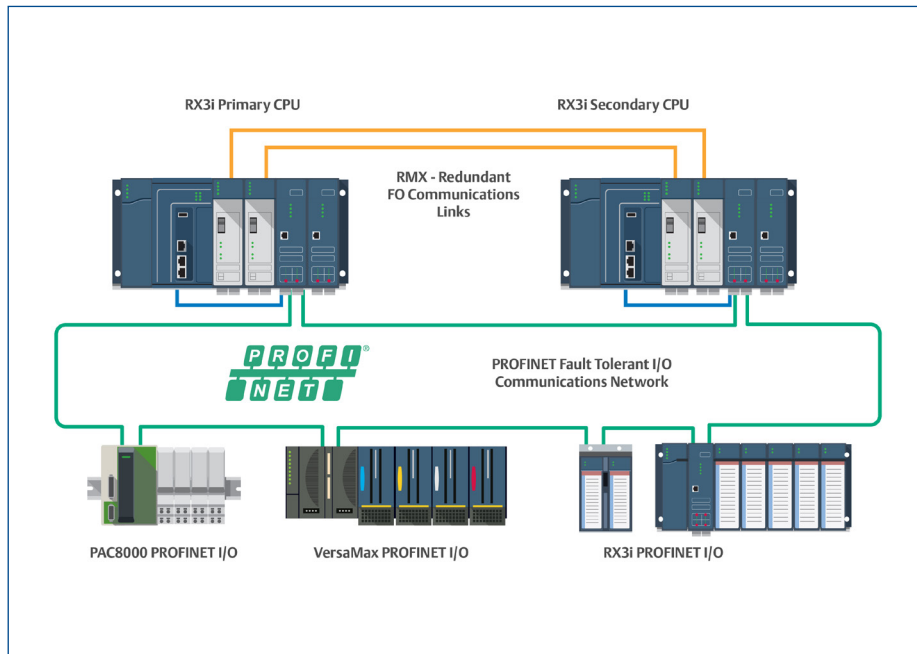 RX3i Primary CPU
RX3i Secondary CPU
RMX - Redundant
FO Communications
Links
PROFI®
NET
PROFINET Fault Tolerant I/O
Communications Network
PAC8000 PROFINET I/O
VersaMax PROFINET I/O
RX3i PROFINET I/O